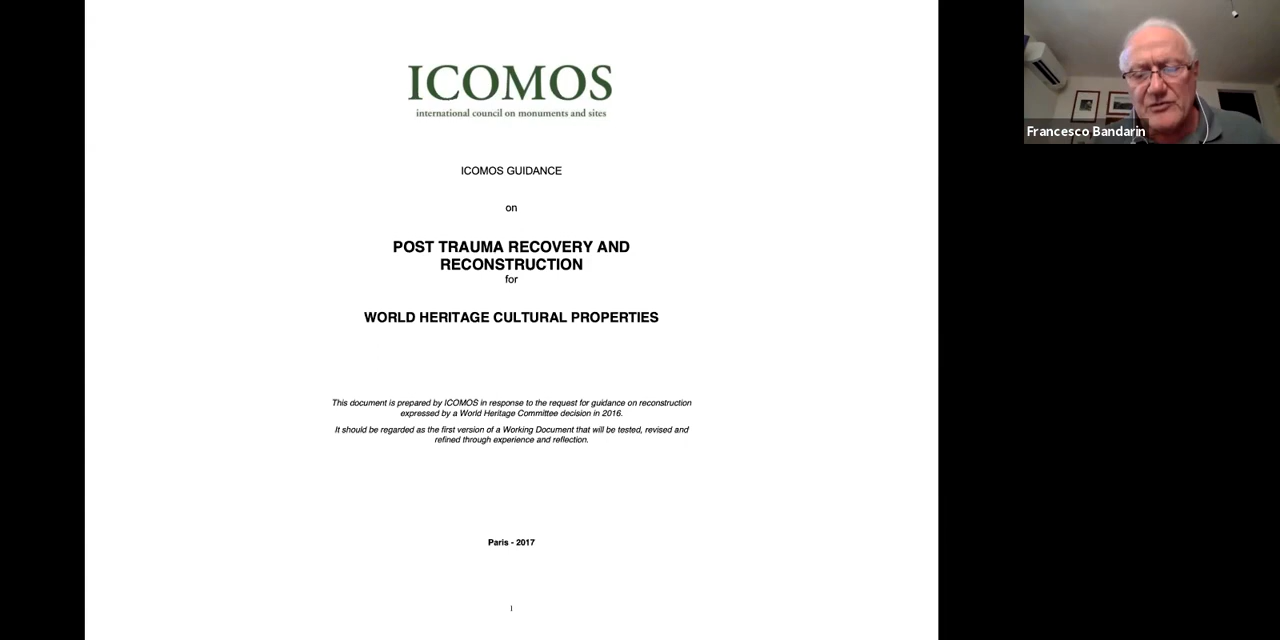 ICOMOS
international council on monuments and sites
ICOMOS GUIDANCE
on
POST TRAUMA RECOVERY AND
RECONSTRUCTION
for
WORLD HERITAGE CULTURAL PROPERTIES
This document is prepared by ICOMOS in response to the request for guidance on reconstruction
expressed by a World Heritage Committee decision in 2016.
It should be regarded as the first version of a Working Document that will be tested, revised and
refined through experience and reflection.
Paris - 2017
I
Francesco Bandarin